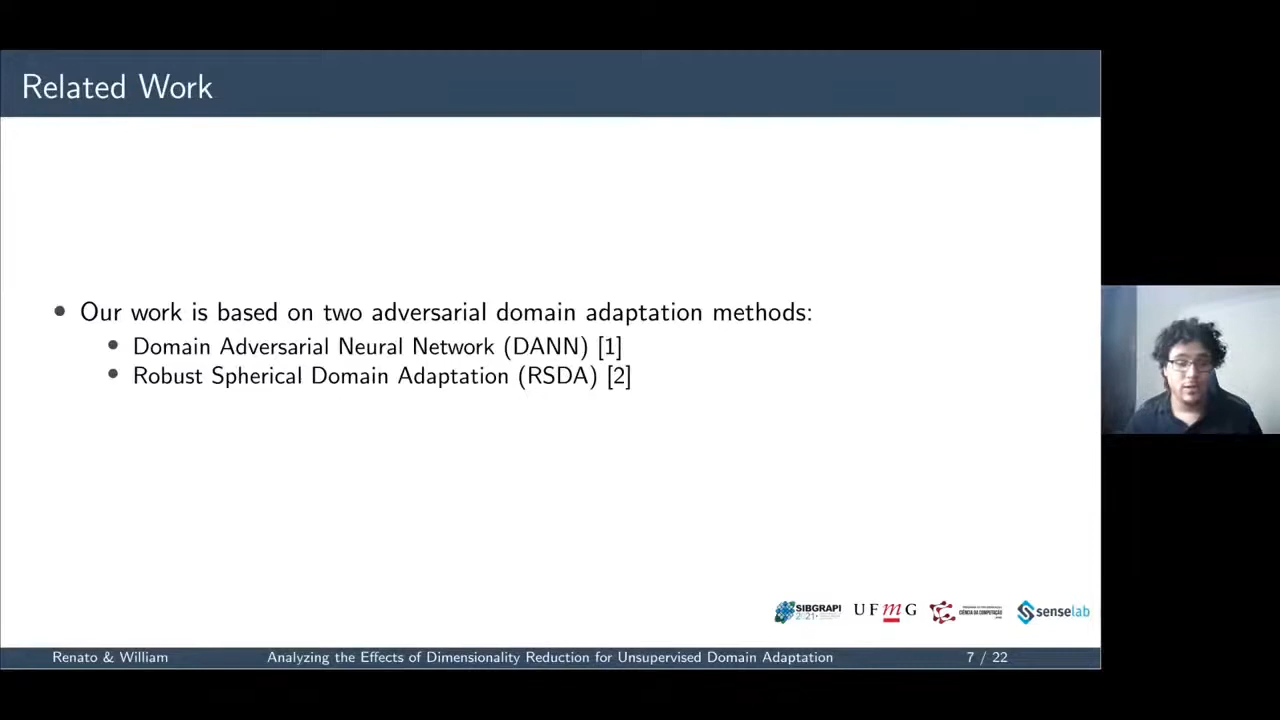 Related Work
• Our work is based on two adversarial domain adaptation methods:
• Domain Adversarial Neural Network (DANN) [1]
• Robust Spherical Domain Adaptation (RSDA) [2]
SIBGRAPI
2021
UFmG
CIÊNCIA DA COMPUTAÇÃO
senselab
Renato & William
Analyzing the Effects of Dimensionality Reduction for Unsupervised Domain Adaptation
7 / 22